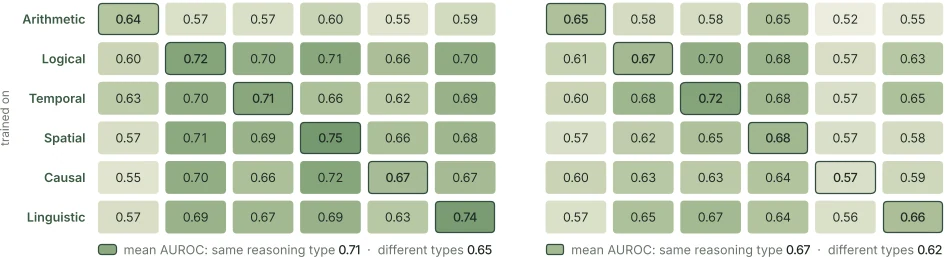 trained on
Arithmetic 0.64 0.57 0.57 0.60 0.55 0.59 0.65 0.58 0.58 0.65 0.52 0.55
Logical 0.60 0.72 0.70 0.71 0.66 0.70 0.61 0.67 0.70 0.68 0.57 0.63
Temporal 0.63 0.70 0.71 0.66 0.62 0.69 0.60 0.68 0.72 0.68 0.57 0.65
Spatial 0.57 0.71 0.69 0.75 0.66 0.68 0.57 0.62 0.65 0.68 0.57 0.58
Causal 0.55 0.70 0.66 0.72 0.67 0.67 0.60 0.63 0.63 0.64 0.57 0.59
Linguistic 0.57 0.69 0.67 0.69 0.63 0.74 0.57 0.65 0.67 0.64 0.56 0.66
mean AUROC: same reasoning type 0.71 · different types 0.65 mean AUROC: same reasoning type 0.67 · different types 0.62